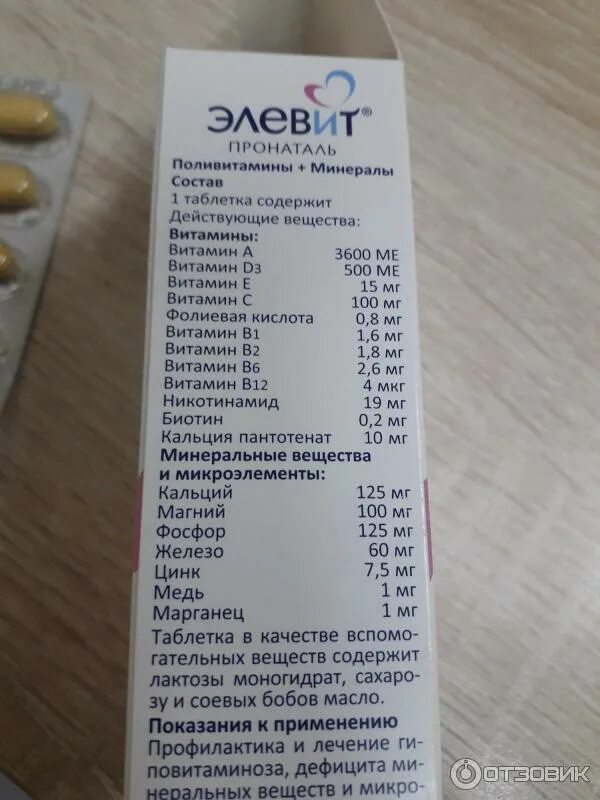 ЭЛЕВИТ®
ПРОНАТАЛЬ
Поливитамины + Минералы
Состав
1 таблетка содержит
Действующие вещества:
Витамины:
Витамин A 3600 МЕ
Витамин D3 500 МЕ
Витамин E 15 мг
Витамин C 100 мг
Фолиевая кислота 0,8 мг
Витамин B1 1,6 мг
Витамин B2 1,8 мг
Витамин B6 2,6 мг
Витамин B12 4 мкг
Никотинамид 19 мг
Биотин 0,2 мг
Кальция пантотенат 10 мг
Минеральные вещества
и микроэлементы:
Кальций 125 мг
Магний 100 мг
Фосфор 125 мг
Железо 60 мг
Цинк 7,5 мг
Медь 1 мг
Марганец 1 мг
Таблетка в качестве вспомо-
гательных веществ содержит
лактозы моногидрат, сахаро-
зу и соевых бобов масло.
Показания к применению
Профилактика и лечение ги-
повитаминоза, дефицита ми-
неральных веществ и микро-
ОТЗОВИК